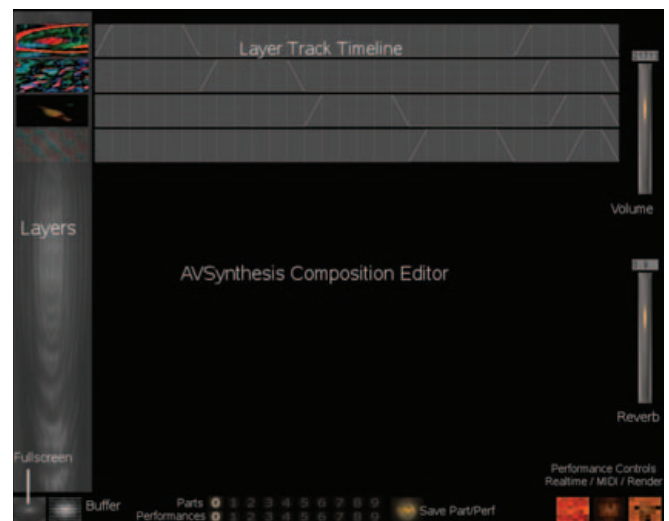 Layer Track Timeline
Volume
Layers
AVSynthesis Composition Editor
Reverb
Fullscreen
Performance Controls
Realtime / MIDI / Render
Buffer
Parts 0 1 2 3 4 5 6 7 8 9
Save Part/Perf
Performances 0 1 2 3 4 5 6 7 8 9